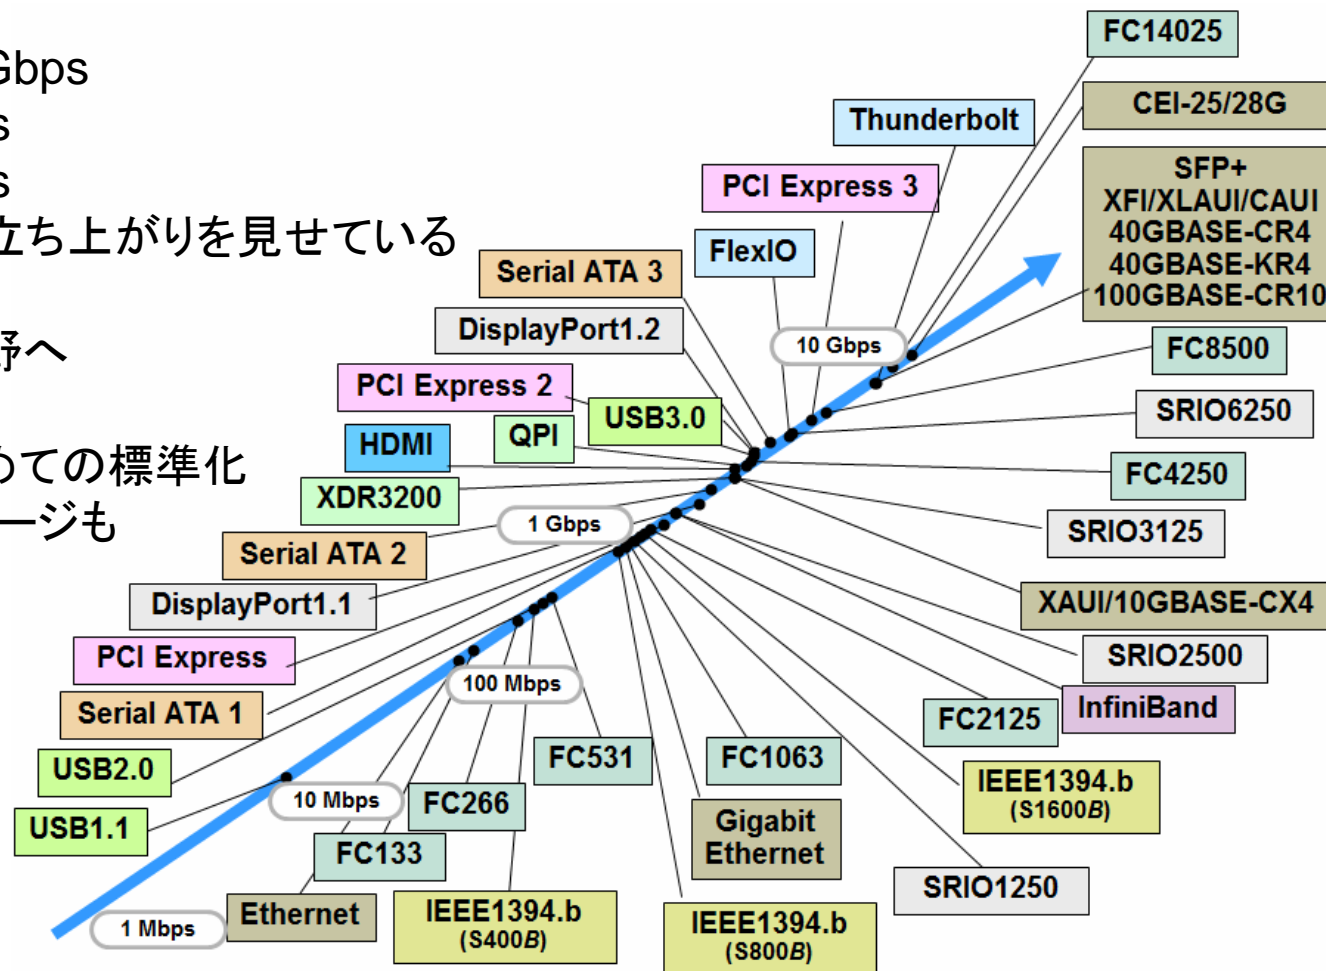 Gbps
s
s
立ち上がりを見せている
野へ
めての標準化
ージも
FC14025
CEI-25/28G
Thunderbolt
SFP+
XFI/XLAUI/CAUI
40GBASE-CR4
40GBASE-KR4
100GBASE-CR10
PCI Express 3
FlexIO
Serial ATA 3
DisplayPort1.2
10 Gbps
FC8500
PCI Express 2
USB3.0
SRIO6250
QPI
HDMI
FC4250
XDR3200
1 Gbps
SRIO3125
Serial ATA 2
DisplayPort1.1
XAUI/10GBASE-CX4
PCI Express
SRIO2500
100 Mbps
InfiniBand
Serial ATA 1
FC2125
FC531
FC1063
USB2.0
IEEE1394.b
(S1600B)
10 Mbps
FC266
USB1.1
Gigabit
Ethernet
FC133
SRIO1250
Ethernet
IEEE1394.b
(S400B)
IEEE1394.b
(S800B)
1 Mbps